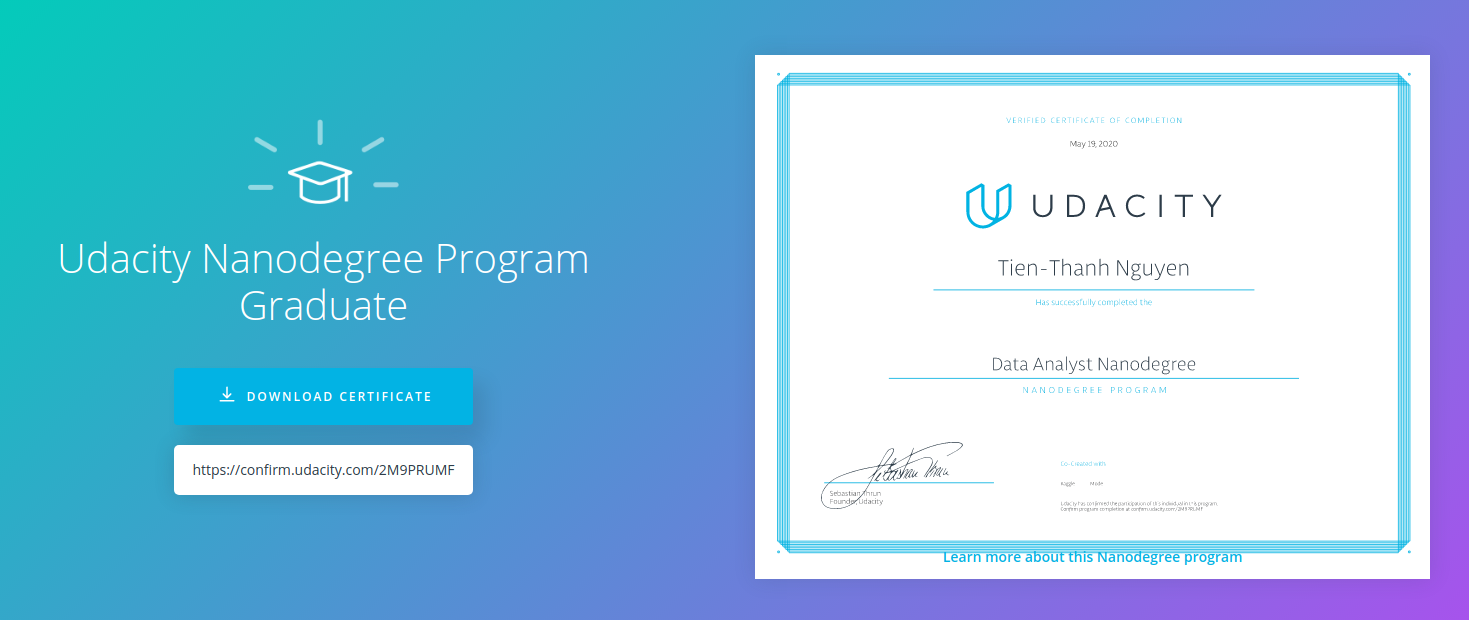 Udacity Nanodegree Program
Graduate
DOWNLOAD CERTIFICATE
https://confirm.udacity.com/2M9PRUMF
VERIFIED CERTIFICATE OF COMPLETION
May 19, 2020
UDACITY
Tien-Thanh Nguyen
Has successfully completed the
Data Analyst Nanodegree
NANODEGREE PROGRAM
Sebastian Thrun
Sebastian Thrun
Founder, Udacity
Co-Created with
Kaggle Mode
Udacity has confirmed the participation of this individual in this program.
Confirm program completion at confirm.udacity.com/2M9PRUMF
Learn more about this Nanodegree program